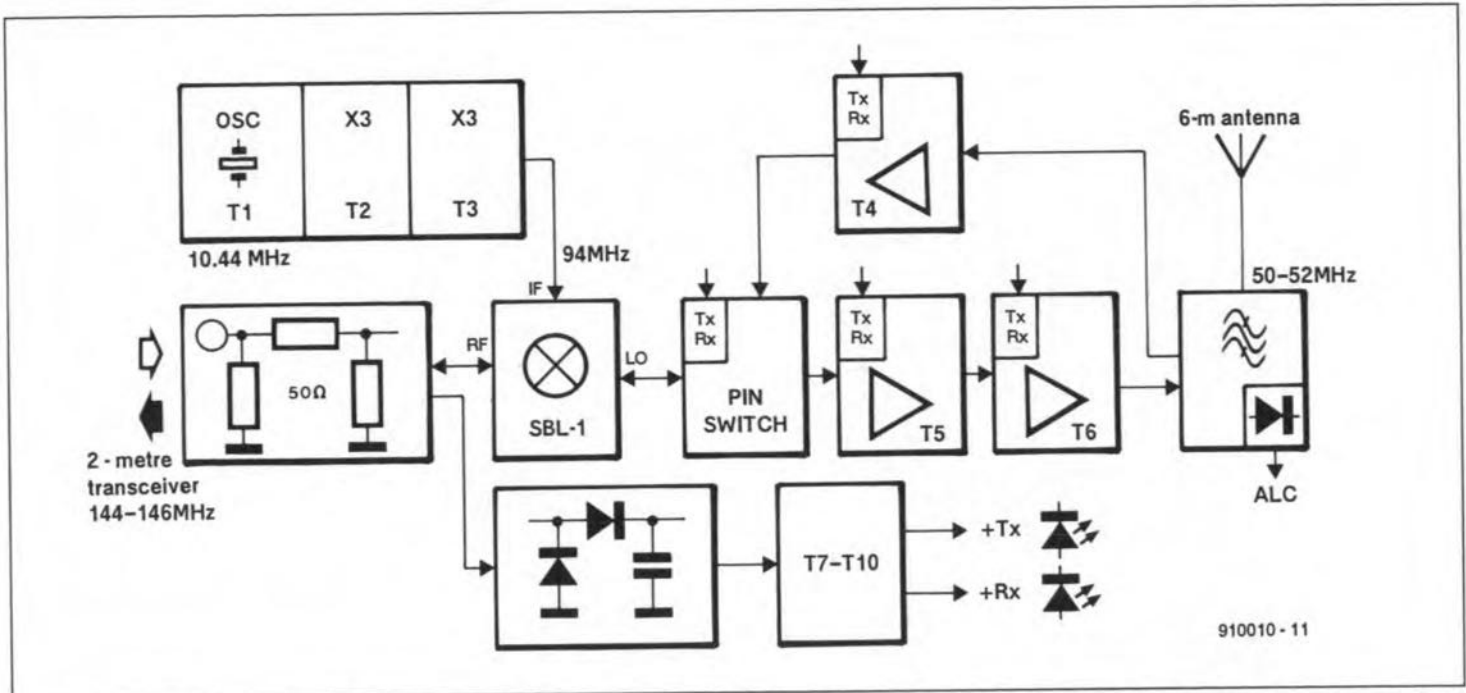 OSC
X3
X3
T1
T2
T3
10.44 MHz
94MHz
Tx
Rx
T4
6-m antenna
50–52MHz
IF
RF
LO
50Ω
SBL-1
Tx
Rx
PIN
SWITCH
Tx
Rx
T5
Tx
Rx
T6
ALC
2 - metre
transceiver
144–146MHz
T7–T10
+Tx
+Rx
910010 - 11